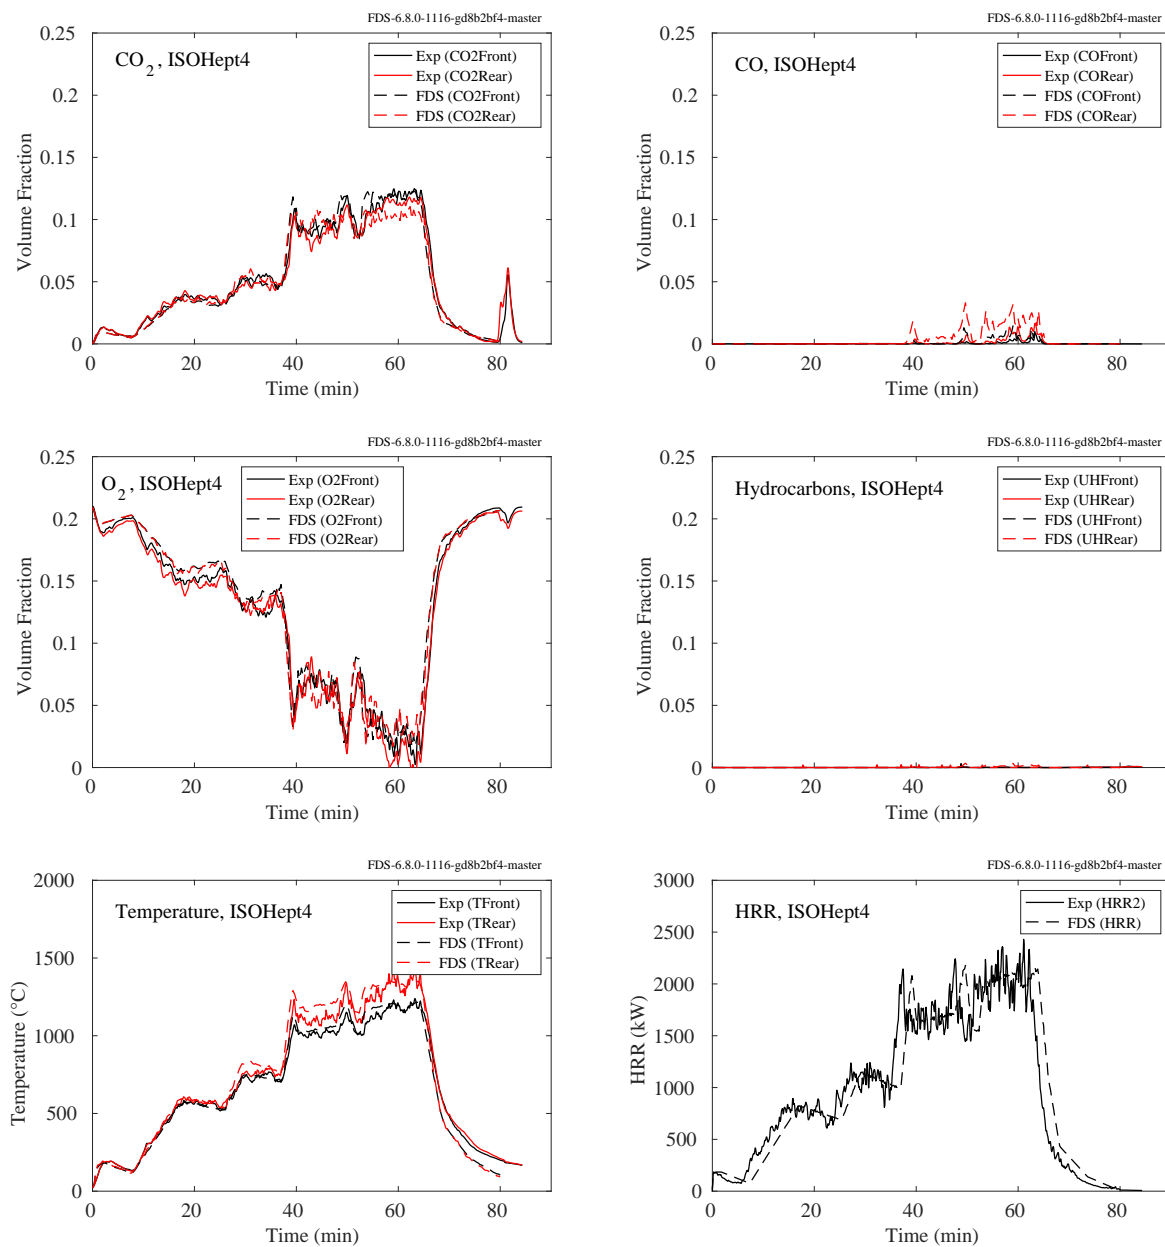 FDS-6.8.0-1116-gd8b2bf4-master
CO2, ISOHept4
Exp (CO2Front)
Exp (CO2Rear)
FDS (CO2Front)
FDS (CO2Rear)
0.25
0.2
0.15
0.1
0.05
0
Volume Fraction
0 20 40 60 80
Time (min)
FDS-6.8.0-1116-gd8b2bf4-master
CO, ISOHept4
Exp (COFront)
Exp (CORear)
FDS (COFront)
FDS (CORear)
0.25
0.2
0.15
0.1
0.05
0
Volume Fraction
0 20 40 60 80
Time (min)
FDS-6.8.0-1116-gd8b2bf4-master
O2, ISOHept4
Exp (O2Front)
Exp (O2Rear)
FDS (O2Front)
FDS (O2Rear)
0.25
0.2
0.15
0.1
0.05
0
Volume Fraction
0 20 40 60 80
Time (min)
FDS-6.8.0-1116-gd8b2bf4-master
Hydrocarbons, ISOHept4
Exp (UHFront)
Exp (UHRear)
FDS (UHFront)
FDS (UHRear)
0.25
0.2
0.15
0.1
0.05
0
Volume Fraction
0 20 40 60 80
Time (min)
FDS-6.8.0-1116-gd8b2bf4-master
Temperature, ISOHept4
Exp (TFront)
Exp (TRear)
FDS (TFront)
FDS (TRear)
2000
1500
1000
500
0
Temperature (°C)
0 20 40 60 80
Time (min)
FDS-6.8.0-1116-gd8b2bf4-master
HRR, ISOHept4
Exp (HRR2)
FDS (HRR)
3000
2500
2000
1500
1000
500
0
HRR (kW)
0 20 40 60 80
Time (min)